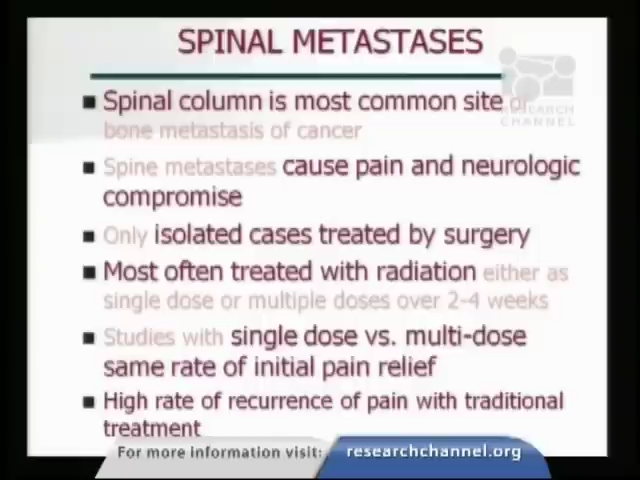 SPINAL METASTASES
RESEARCH
CHANNEL
■ Spinal column is most common site or
bone metastasis of cancer
■ Spine metastases cause pain and neurologic
compromise
■ Only isolated cases treated by surgery
■ Most often treated with radiation either as
single dose or multiple doses over 2-4 weeks
■ Studies with single dose vs. multi-dose
same rate of initial pain relief
■ High rate of recurrence of pain with traditional
treatment
For more information visit: researchchannel.org